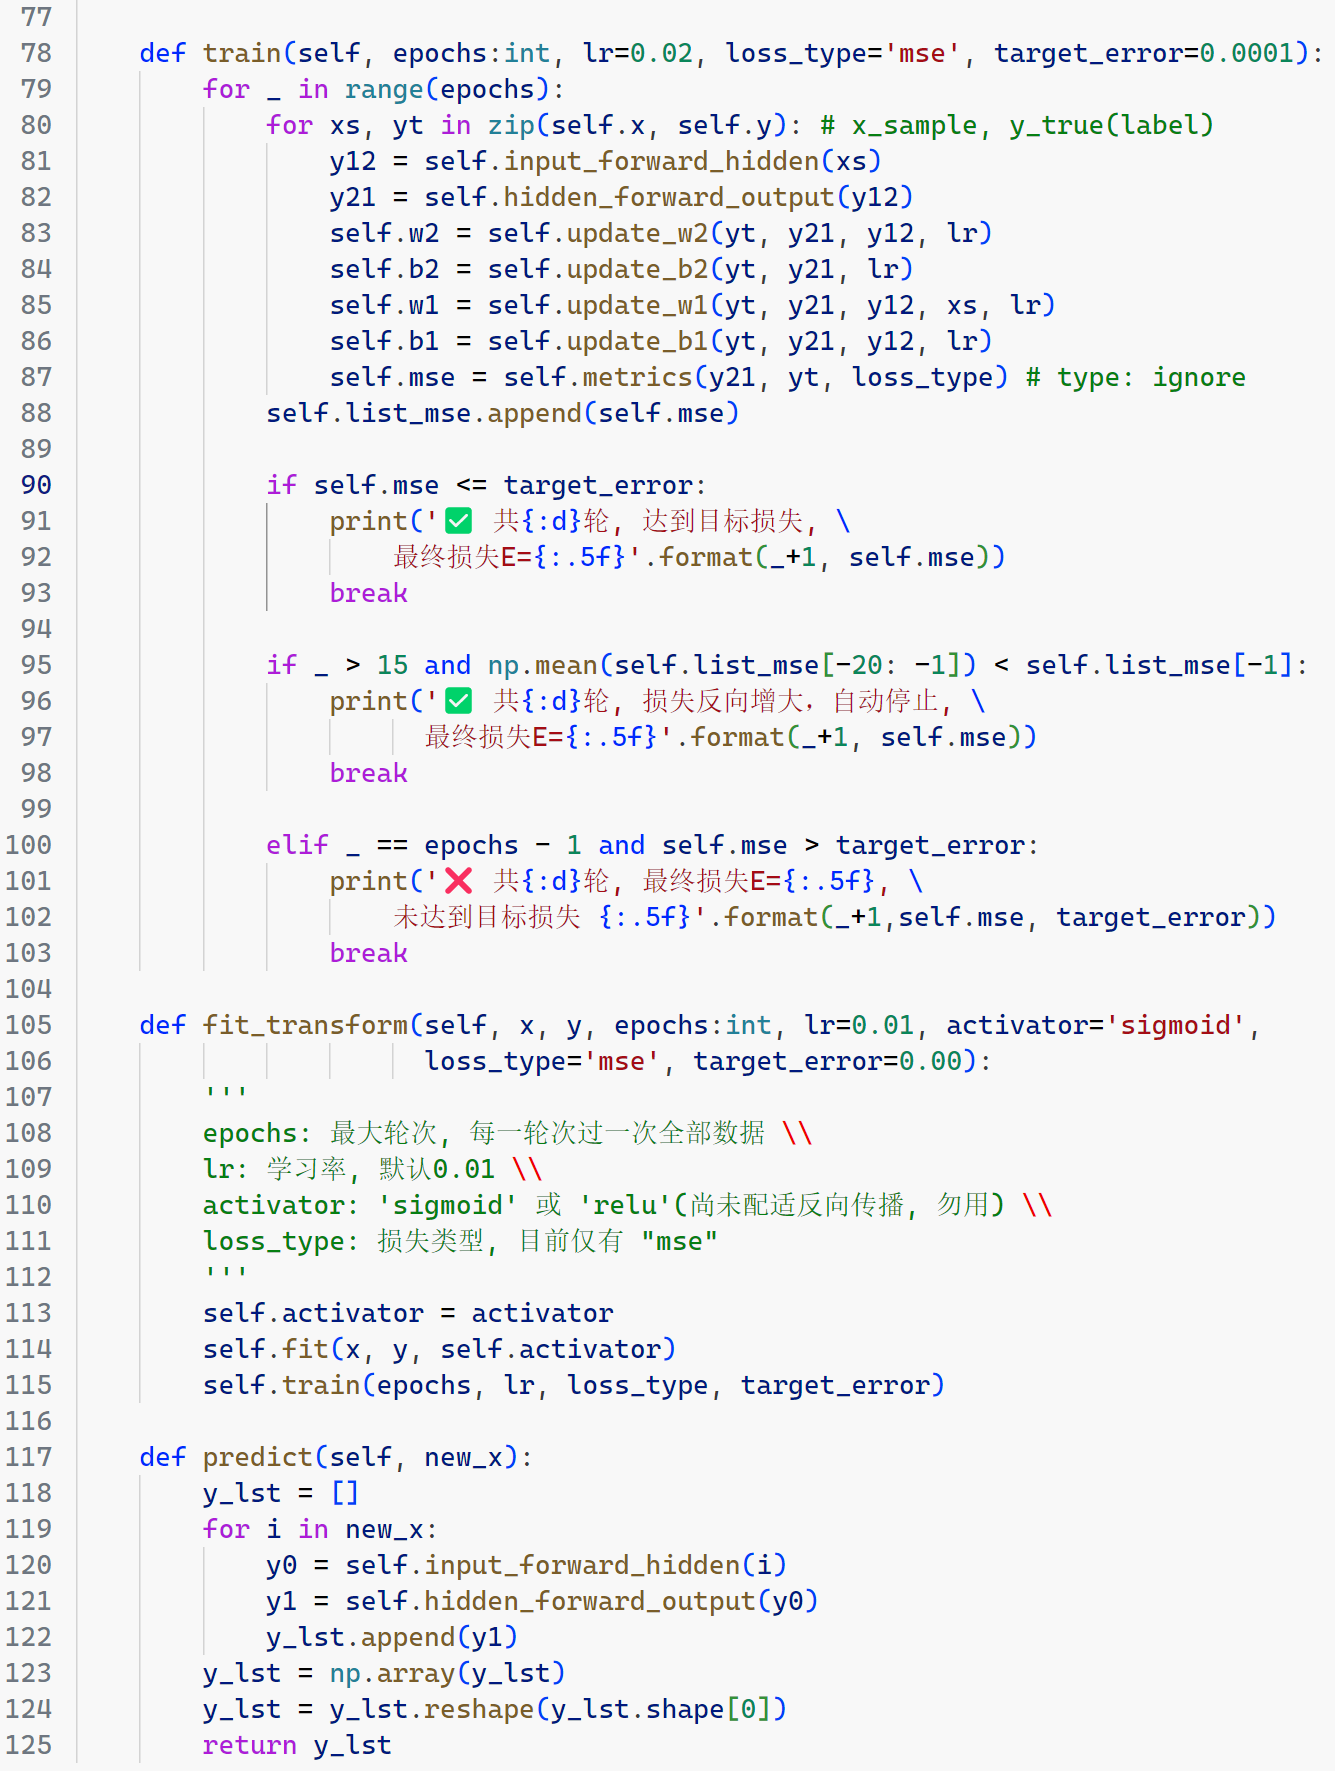 77
78 def train(self, epochs:int, lr=0.02, loss_type='mse', target_error=0.0001):
79 for _ in range(epochs):
80 for xs, yt in zip(self.x, self.y): # x_sample, y_true(label)
81 y12 = self.input_forward_hidden(xs)
82 y21 = self.hidden_forward_output(y12)
83 self.w2 = self.update_w2(yt, y21, y12, lr)
84 self.b2 = self.update_b2(yt, y21, lr)
85 self.w1 = self.update_w1(yt, y21, y12, xs, lr)
86 self.b1 = self.update_b1(yt, y21, y12, lr)
87 self.mse = self.metrics(y21, yt, loss_type) # type: ignore
88 self.list_mse.append(self.mse)
89
90 if self.mse <= target_error:
91 print('✅ 共{:d}轮, 达到目标损失, \
92 最终损失E={:.5f}'.format(_+1, self.mse))
93 break
94
95 if _ > 15 and np.mean(self.list_mse[-20: -1]) < self.list_mse[-1]:
96 print('✅ 共{:d}轮, 损失反向增大，自动停止, \
97 最终损失E={:.5f}'.format(_+1, self.mse))
98 break
99
100 elif _ == epochs - 1 and self.mse > target_error:
101 print('❌ 共{:d}轮, 最终损失E={:.5f}, \
102 未达到目标损失 {:.5f}'.format(_+1,self.mse, target_error))
103 break
104
105 def fit_transform(self, x, y, epochs:int, lr=0.01, activator='sigmoid',
106 loss_type='mse', target_error=0.00):
107 '''
108 epochs: 最大轮次, 每一轮次过一次全部数据 \\
109 lr: 学习率, 默认0.01 \\
110 activator: 'sigmoid' 或 'relu'(尚未配适反向传播, 勿用) \\
111 loss_type: 损失类型, 目前仅有 "mse"
112 '''
113 self.activator = activator
114 self.fit(x, y, self.activator)
115 self.train(epochs, lr, loss_type, target_error)
116
117 def predict(self, new_x):
118 y_lst = []
119 for i in new_x:
120 y0 = self.input_forward_hidden(i)
121 y1 = self.hidden_forward_output(y0)
122 y_lst.append(y1)
123 y_lst = np.array(y_lst)
124 y_lst = y_lst.reshape(y_lst.shape[0])
125 return y_lst